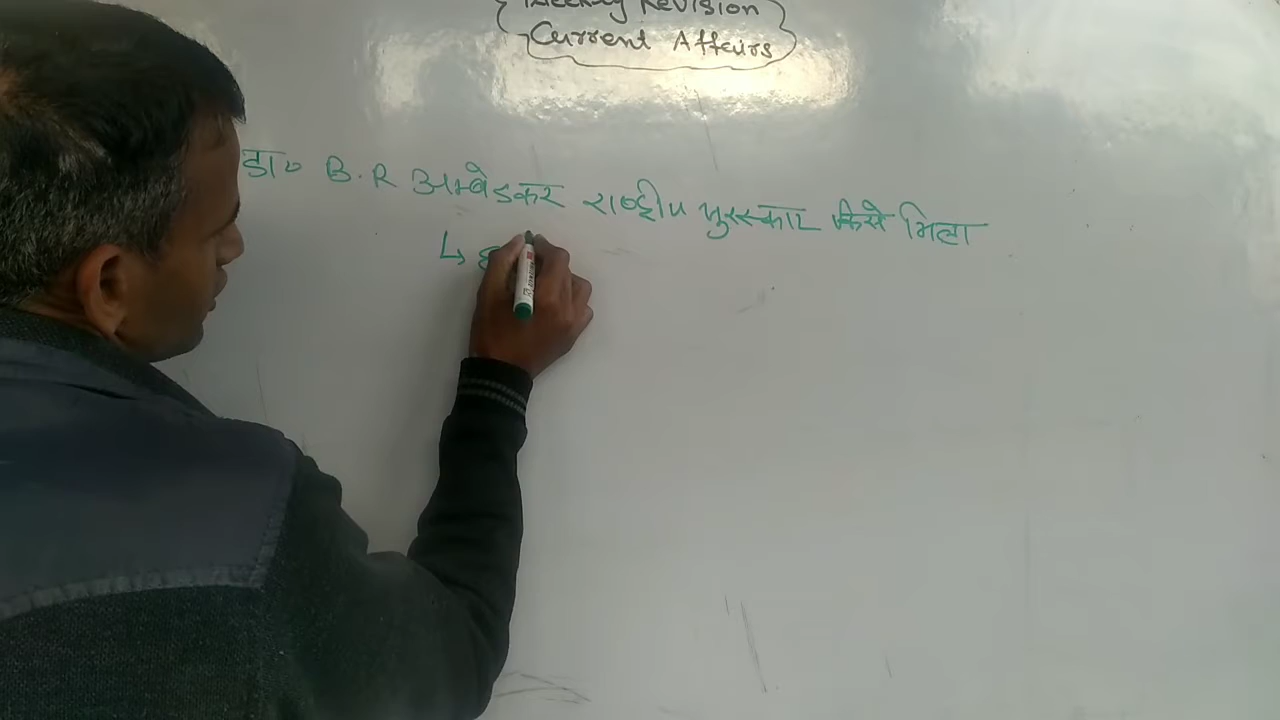 Weekly Revision
Current Affairs
डा० B.R अम्बेडकर राष्ट्रीय पुरस्कार किसे मिला
↳